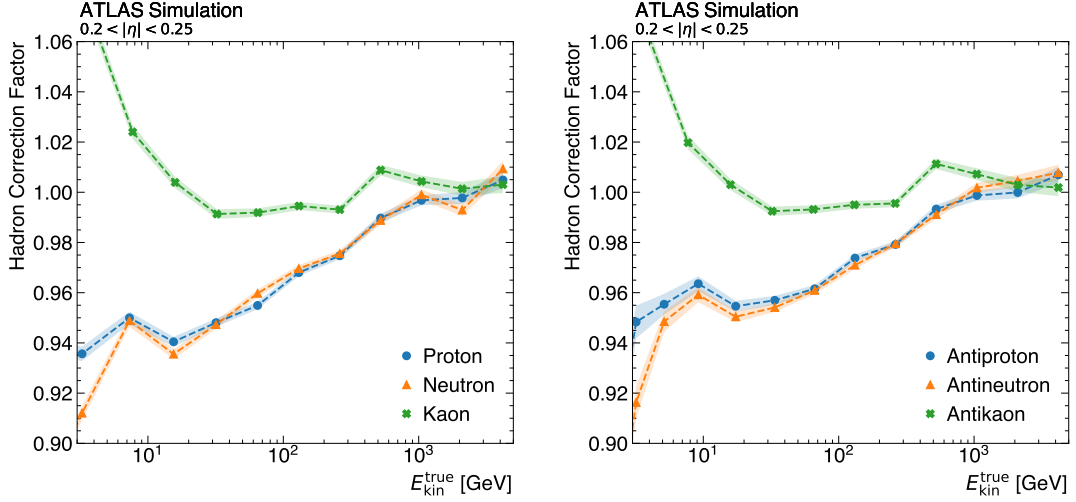 ATLAS Simulation
0.2 < |η| < 0.25
Hadron Correction Factor
1.06
1.04
1.02
1.00
0.98
0.96
0.94
0.92
0.90
Proton
Neutron
Kaon
10¹ 10² 10³
E_kin^true [GeV]
ATLAS Simulation
0.2 < |η| < 0.25
Hadron Correction Factor
1.06
1.04
1.02
1.00
0.98
0.96
0.94
0.92
0.90
Antiproton
Antineutron
Antikaon
10¹ 10² 10³
E_kin^true [GeV]